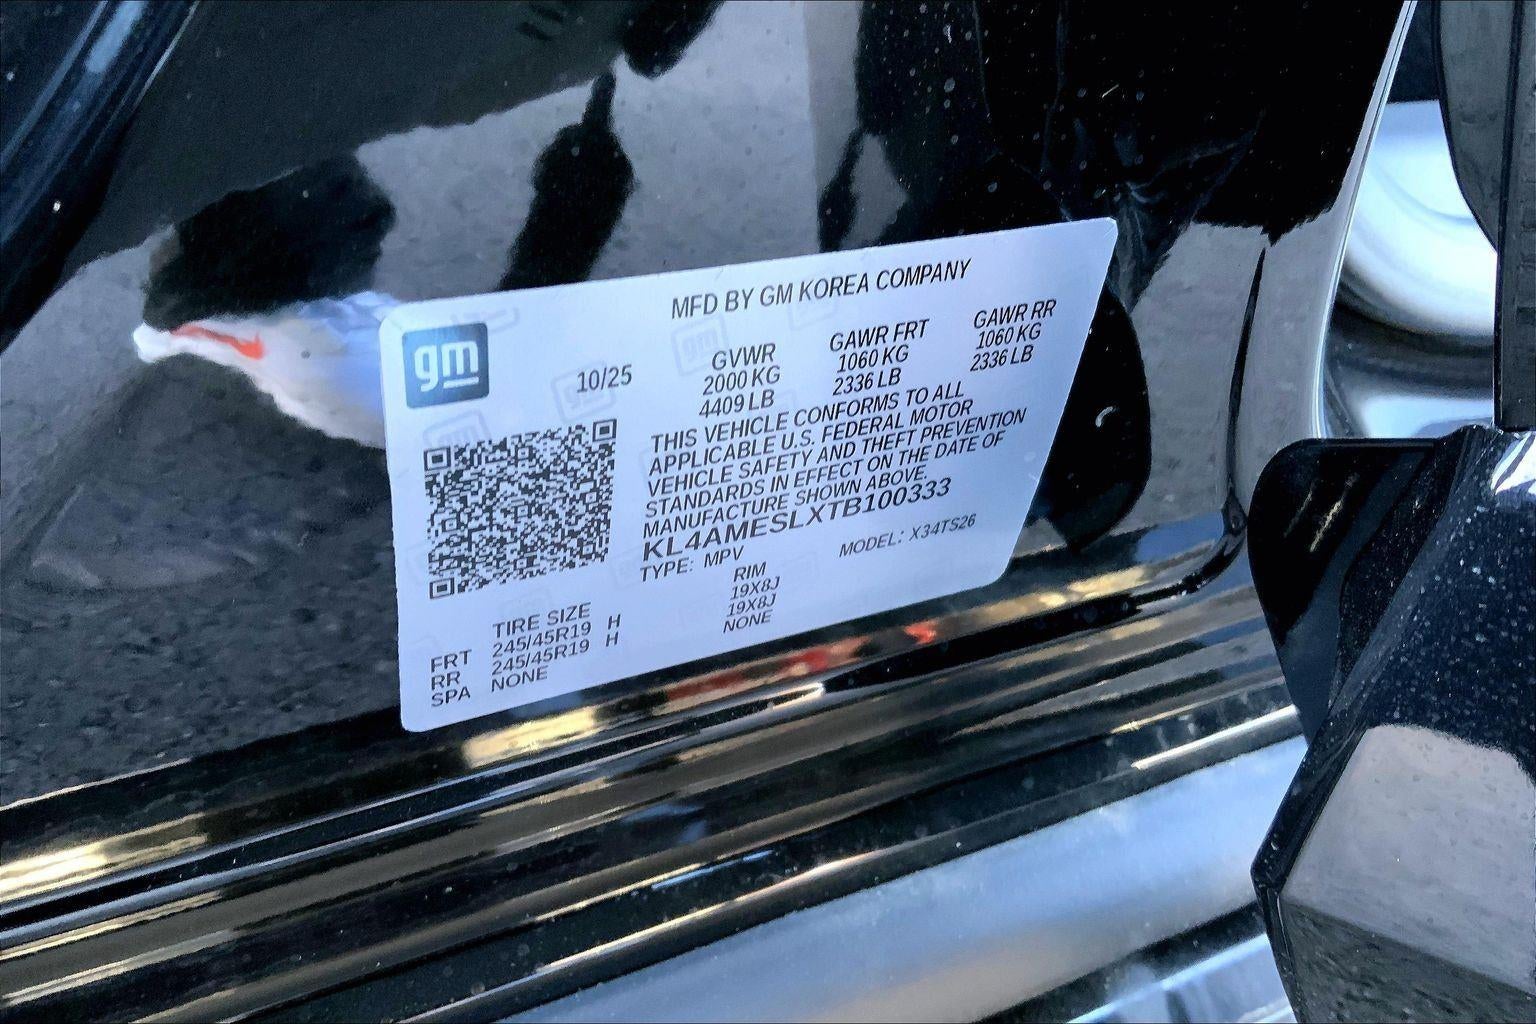 MFD BY GM KOREA COMPANY
gm
10/25
GVWR GAWR FRT GAWR RR
2000 KG 1060 KG 1060 KG
4409 LB 2336 LB 2336 LB
THIS VEHICLE CONFORMS TO ALL
APPLICABLE U.S. FEDERAL MOTOR
VEHICLE SAFETY AND THEFT PREVENTION
STANDARDS IN EFFECT ON THE DATE OF
MANUFACTURE SHOWN ABOVE.
KL4AMESLXTB100333
TYPE: MPV MODEL: X34TS26
TIRE SIZE RIM
FRT 245/45R19 H 19X8J
RR 245/45R19 H 19X8J
SPA NONE NONE